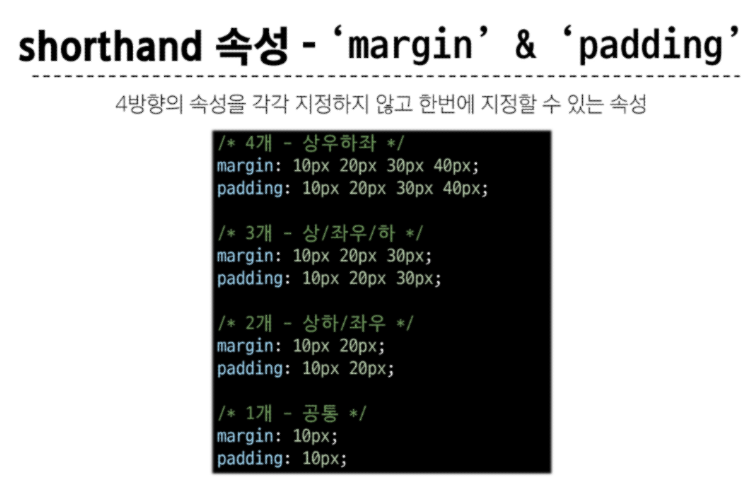 shorthand 속성 - ‘margin’ & ‘padding’
4방향의 속성을 각각 지정하지 않고 한번에 지정할 수 있는 속성
/* 4개 - 상우하좌 */
margin: 10px 20px 30px 40px;
padding: 10px 20px 30px 40px;
/* 3개 - 상/좌우/하 */
margin: 10px 20px 30px;
padding: 10px 20px 30px;
/* 2개 - 상하/좌우 */
margin: 10px 20px;
padding: 10px 20px;
/* 1개 - 공통 */
margin: 10px;
padding: 10px;